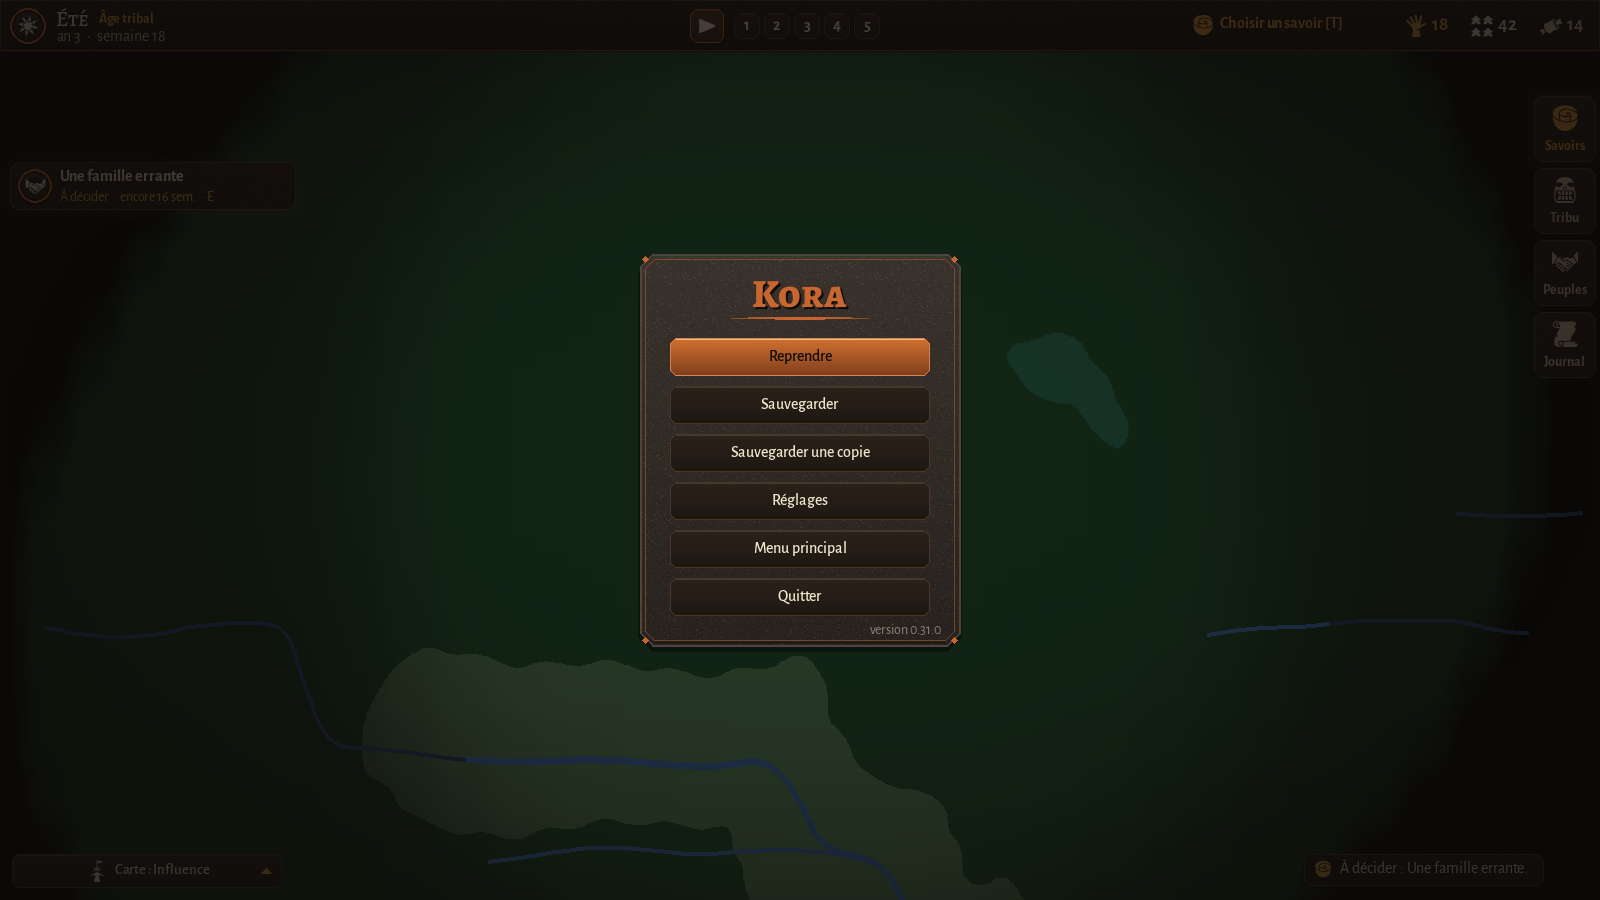 ÉTÉ Âge tribal
an 3 · semaine 18
1 2 3 4 5
Choisir un savoir [T]
18 42 14
Savoirs
Tribu
Peuples
Journal
Une famille errante
À décider · encore 16 sem. · E
KORA
Reprendre
Sauvegarder
Sauvegarder une copie
Réglages
Menu principal
Quitter
version 0.31.0
Carte : Influence
À décider : Une famille errante.